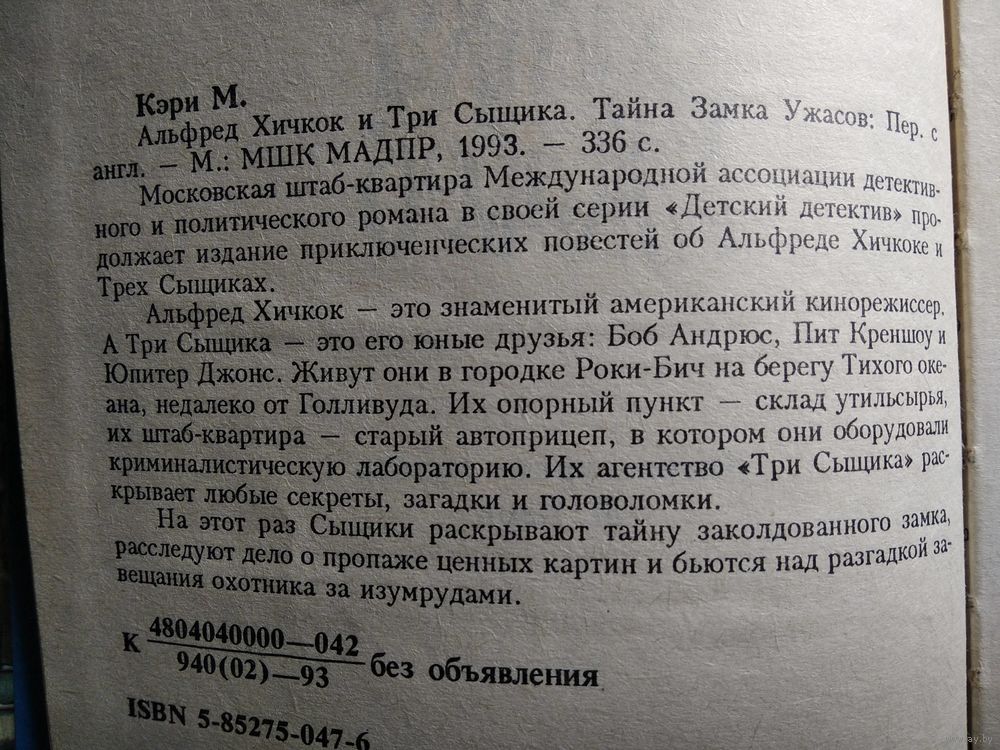 Кэри М.
Альфред Хичкок и Три Сыщика. Тайна Замка Ужасов: Пер. с
англ. — М.: МШК МАДПР, 1993. — 336 с.
Московская штаб-квартира Международной ассоциации детектив-
ного и политического романа в своей серии «Детский детектив» про-
должает издание приключенческих повестей об Альфреде Хичкоке и
Трех Сыщиках.
Альфред Хичкок — это знаменитый американский кинорежиссер.
А Три Сыщика — это его юные друзья: Боб Андрюс, Пит Креншоу и
Юпитер Джонс. Живут они в городке Роки-Бич на берегу Тихого оке-
ана, недалеко от Голливуда. Их опорный пункт — склад утильсырья,
их штаб-квартира — старый автоприцеп, в котором они оборудовали
криминалистическую лабораторию. Их агентство «Три Сыщика» рас-
крывает любые секреты, загадки и головоломки.
На этот раз Сыщики раскрывают тайну заколдованного замка,
расследуют дело о пропаже ценных картин и бьются над разгадкой за-
вещания охотника за изумрудами.
К 4804040000—042
940(02)—93 без объявления
ISBN 5-85275-047-6